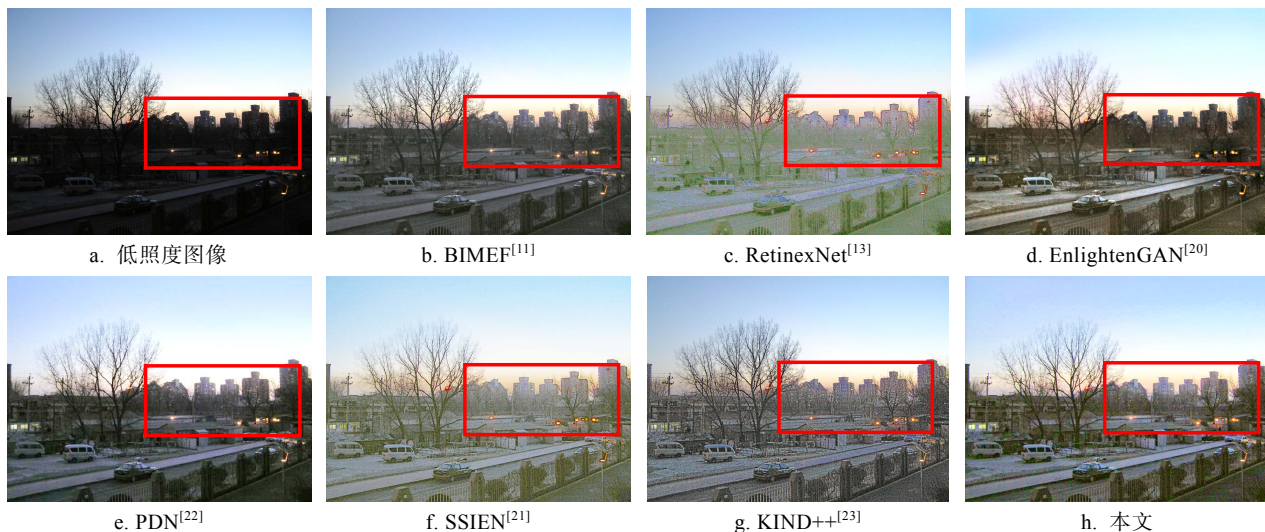 a. 低照度图像
b. BIMEF[11]
c. RetinexNet[13]
d. EnlightenGAN[20]
e. PDN[22]
f. SSIEN[21]
g. KIND++[23]
h. 本文